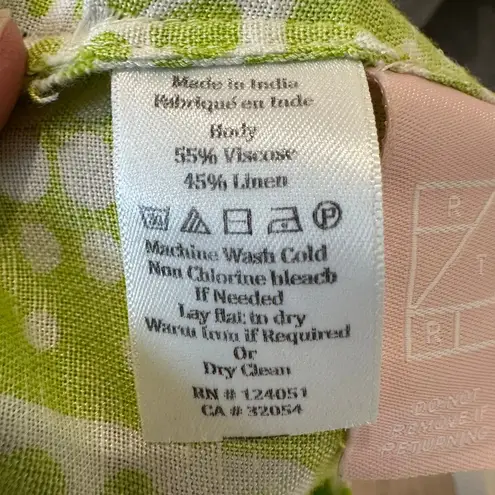 Made in India
Fabriqué en Inde
Body
55% Viscose
45% Linen
P
Machine Wash Cold
Non Chlorine bleach
If Needed
Lay flat to dry
Warm iron if Required
Or
Dry Clean
RN # 124051
CA # 32054
R
T
R
DO NOT
REMOVE IF
RETURNING